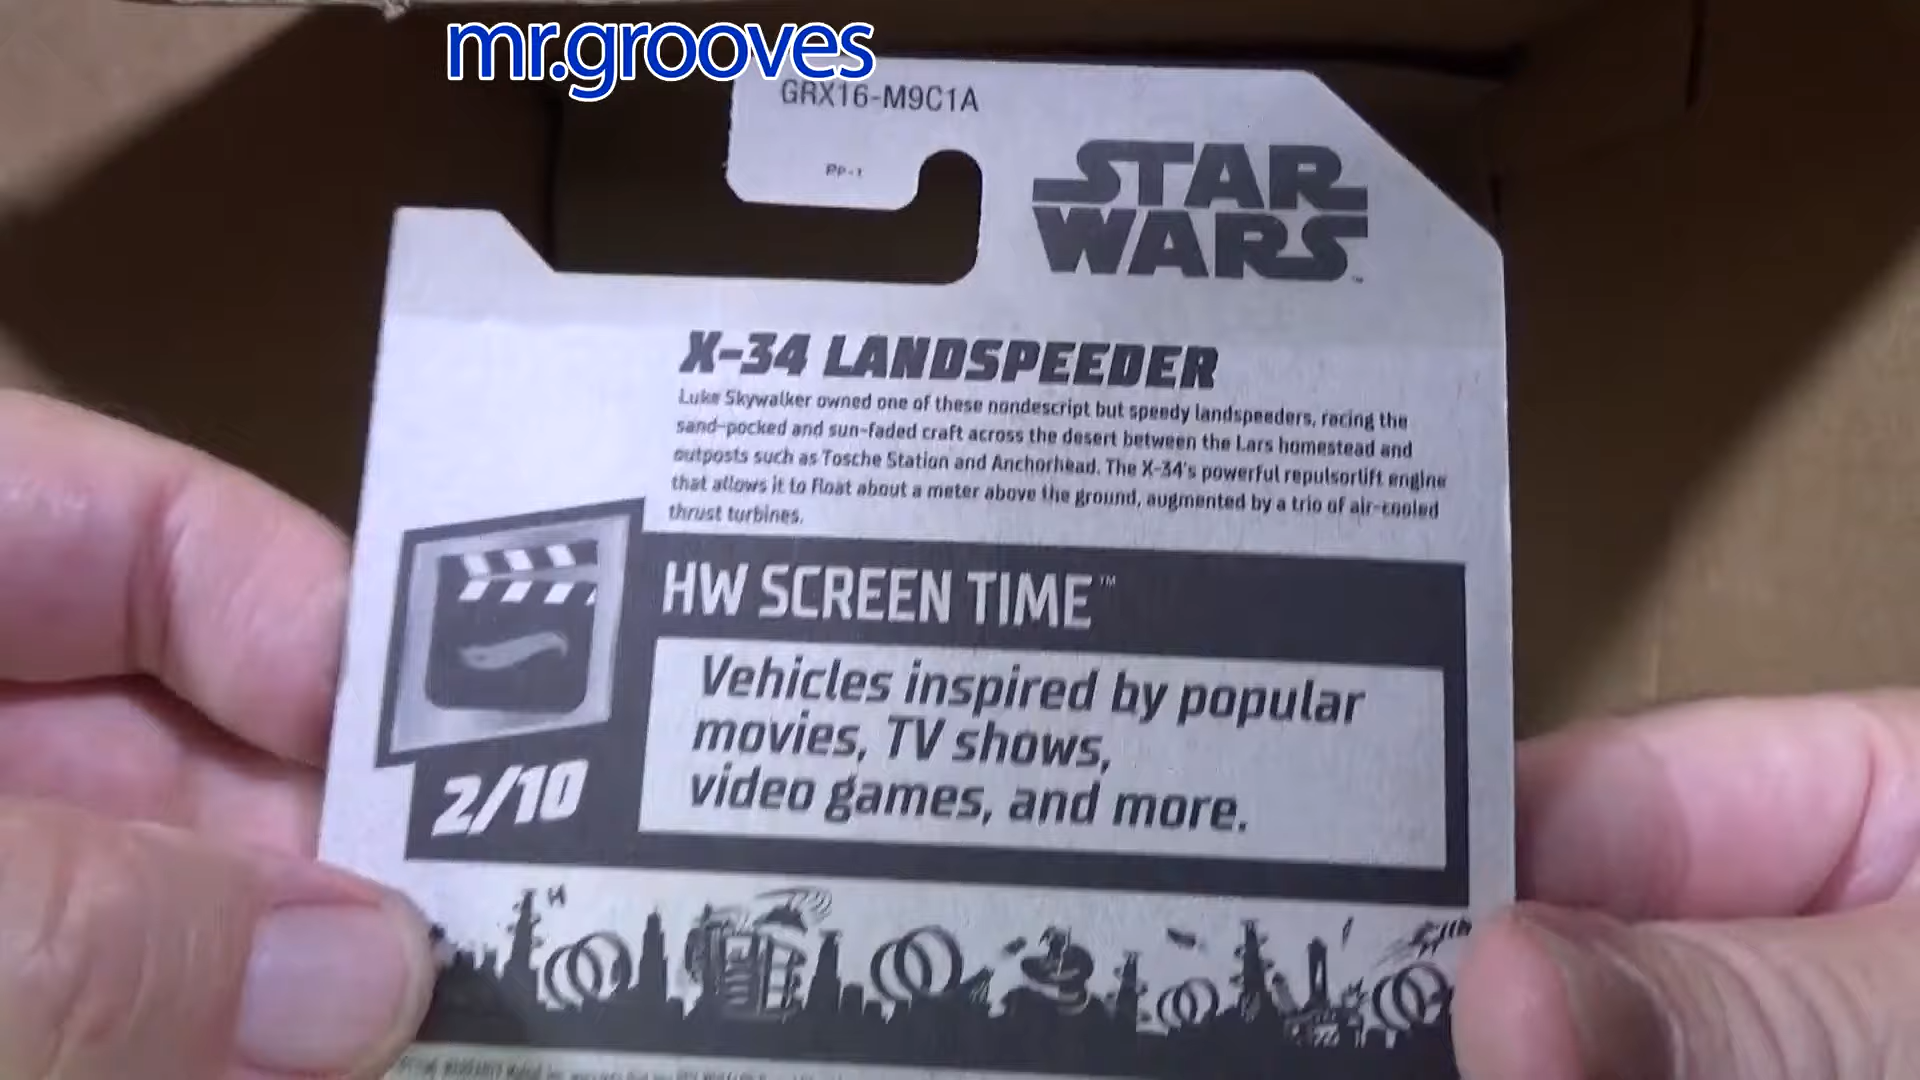 mr.grooves
GRX16-M9C1A
PP-1
STAR
WARS
X-34 LANDSPEEDER
Luke Skywalker owned one of these nondescript but speedy landspeeders, racing the
sand-pocked and sun-faded craft across the desert between the Lars homestead and
outposts such as Tosche Station and Anchorhead. The X-34's powerful repulsorlift engine
that allows it to float about a meter above the ground, augmented by a trio of air-cooled
thrust turbines.
HW SCREEN TIME™
Vehicles inspired by popular
movies, TV shows,
video games, and more.
2/10